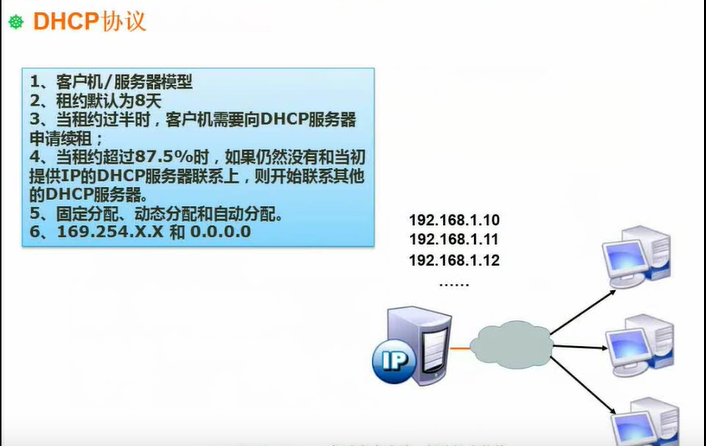 DHCP协议
1、客户机/服务器模型
2、租约默认为8天
3、当租约过半时，客户机需要向DHCP服务器
申请续租；
4、当租约超过87.5%时，如果仍然没有和当初
提供IP的DHCP服务器联系上，则开始联系其他
的DHCP服务器。
5、固定分配、动态分配和自动分配。
6、169.254.X.X 和 0.0.0.0
192.168.1.10
192.168.1.11
192.168.1.12
……
IP